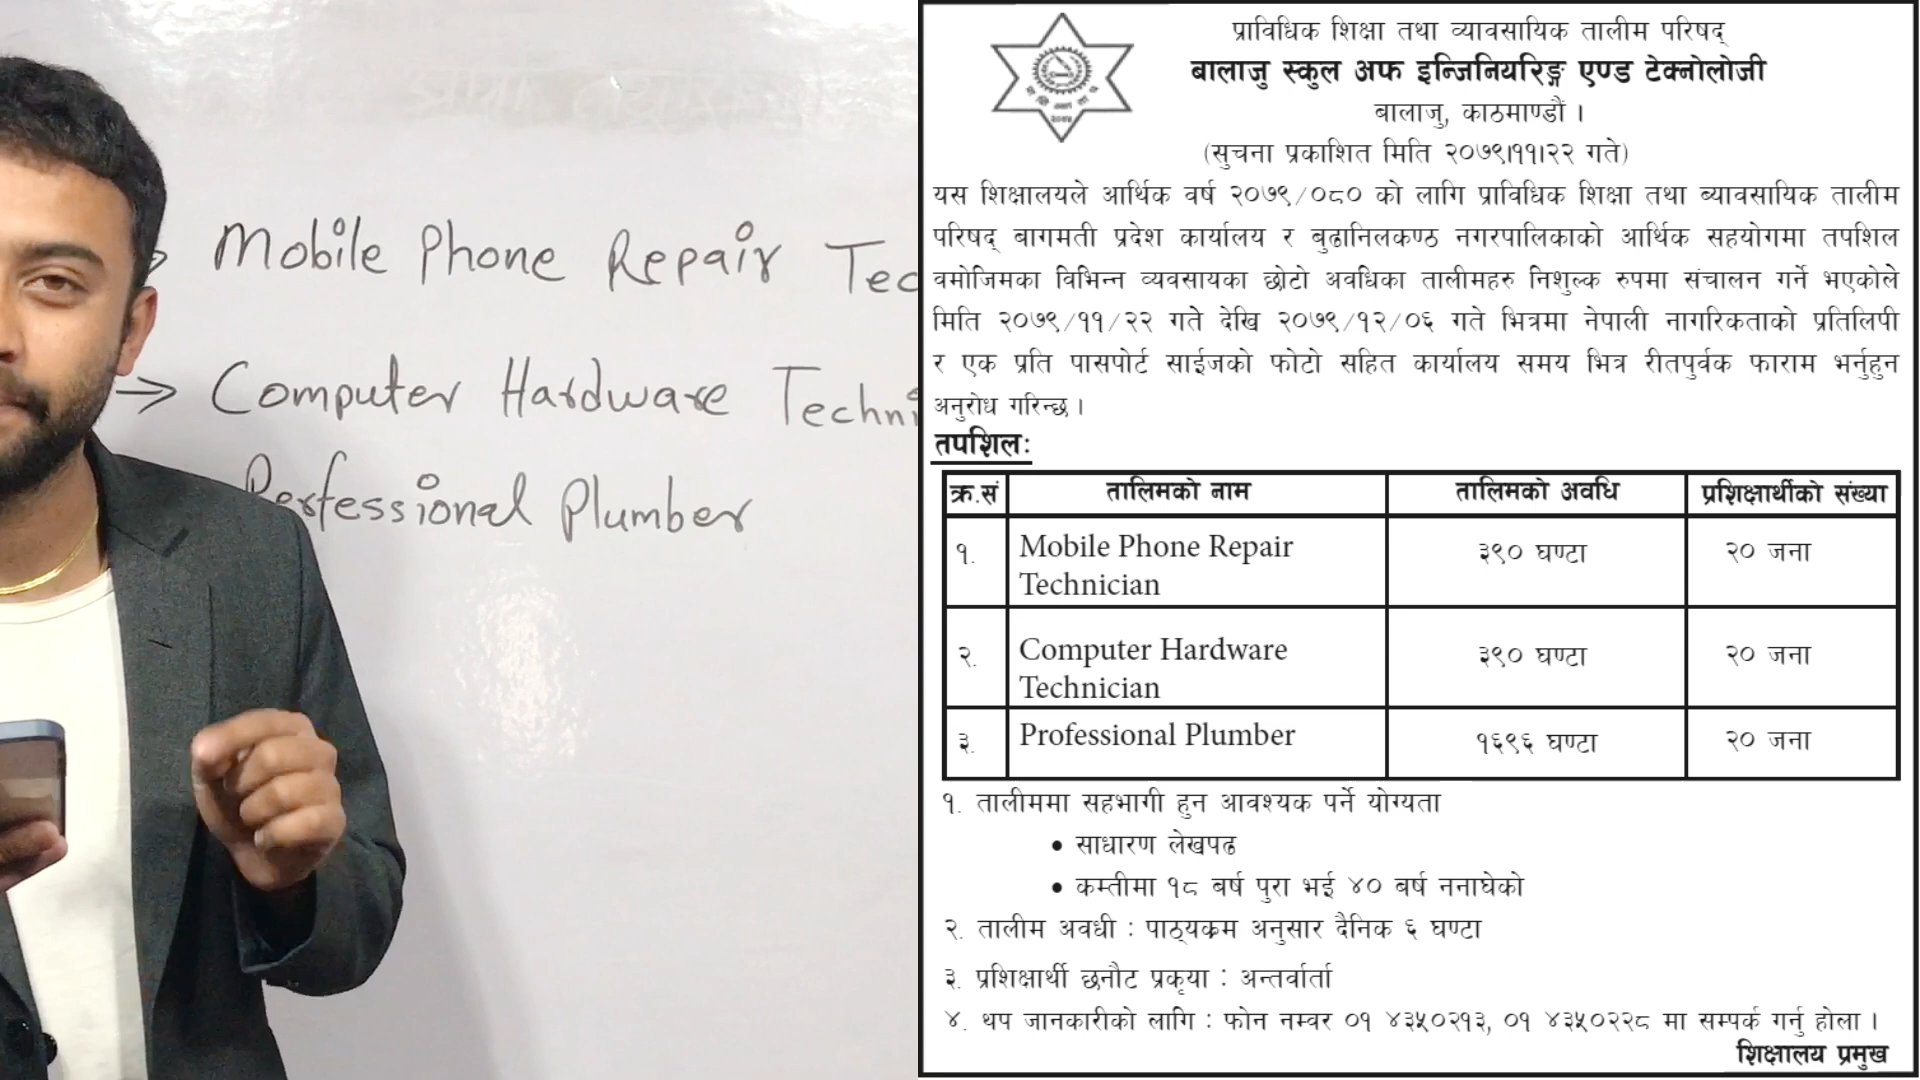 Mobile Phone Repair Tec
→ Computer Hardware Techni
Perfessional Plumber
प्राविधिक शिक्षा तथा व्यावसायिक तालीम परिषद्
बालाजु स्कुल अफ इन्जिनियरिङ्ग एण्ड टेक्नोलोजी
बालाजु, काठमाण्डौं ।
(सुचना प्रकाशित मिति २०७९।११।२२ गते)
यस शिक्षालयले आर्थिक वर्ष २०७९/०८० को लागि प्राविधिक शिक्षा तथा ब्यावसायिक तालीम
परिषद् बागमती प्रदेश कार्यालय र बुढानिलकण्ठ नगरपालिकाको आर्थिक सहयोगमा तपशिल
वमोजिमका विभिन्न व्यवसायका छोटो अवधिका तालीमहरु निशुल्क रुपमा संचालन गर्ने भएकोले
मिति २०७९/११/२२ गते देखि २०७९/१२/०६ गते भित्रमा नेपाली नागरिकताको प्रतिलिपी
र एक प्रति पासपोर्ट साईजको फोटो सहित कार्यालय समय भित्र रीतपुर्वक फाराम भर्नुहुन
अनुरोध गरिन्छ ।
तपशिलः
क्र.सं तालिमको नाम तालिमको अवधि प्रशिक्षार्थीको संख्या
१. Mobile Phone Repair Technician ३९० घण्टा २० जना
२. Computer Hardware Technician ३९० घण्टा २० जना
३. Professional Plumber १६९६ घण्टा २० जना
१. तालीममा सहभागी हुन आवश्यक पर्ने योग्यता
• साधारण लेखपढ
• कम्तीमा १८ बर्ष पुरा भई ४० बर्ष ननाघेको
२. तालीम अवधी : पाठ्यक्रम अनुसार दैनिक ६ घण्टा
३. प्रशिक्षार्थी छनौट प्रकृया : अन्तर्वार्ता
४. थप जानकारीको लागि : फोन नम्वर ०१ ४३५०२१३, ०१ ४३५०२२८ मा सम्पर्क गर्नु होला ।
शिक्षालय प्रमुख